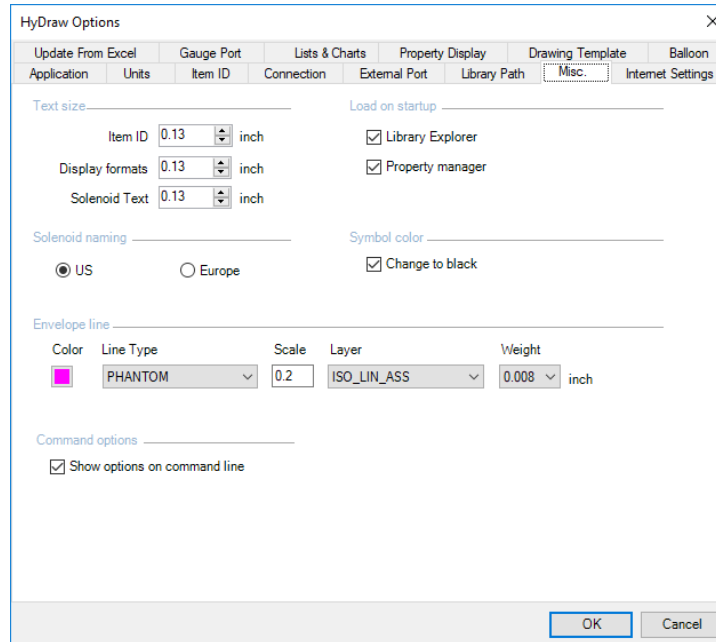 HyDraw Options
Update From Excel Gauge Port Lists & Charts Property Display Drawing Template Balloon
Application Units Item ID Connection External Port Library Path Misc. Internet Settings
Text size Load on startup
Item ID 0.13 inch Library Explorer
Display formats 0.13 inch Property manager
Solenoid Text 0.13 inch
Solenoid naming Symbol color
US Europe Change to black
Envelope line
Color Line Type Scale Layer Weight
PHANTOM 0.2 ISO_LIN_ASS 0.008 inch
Command options
Show options on command line
OK Cancel